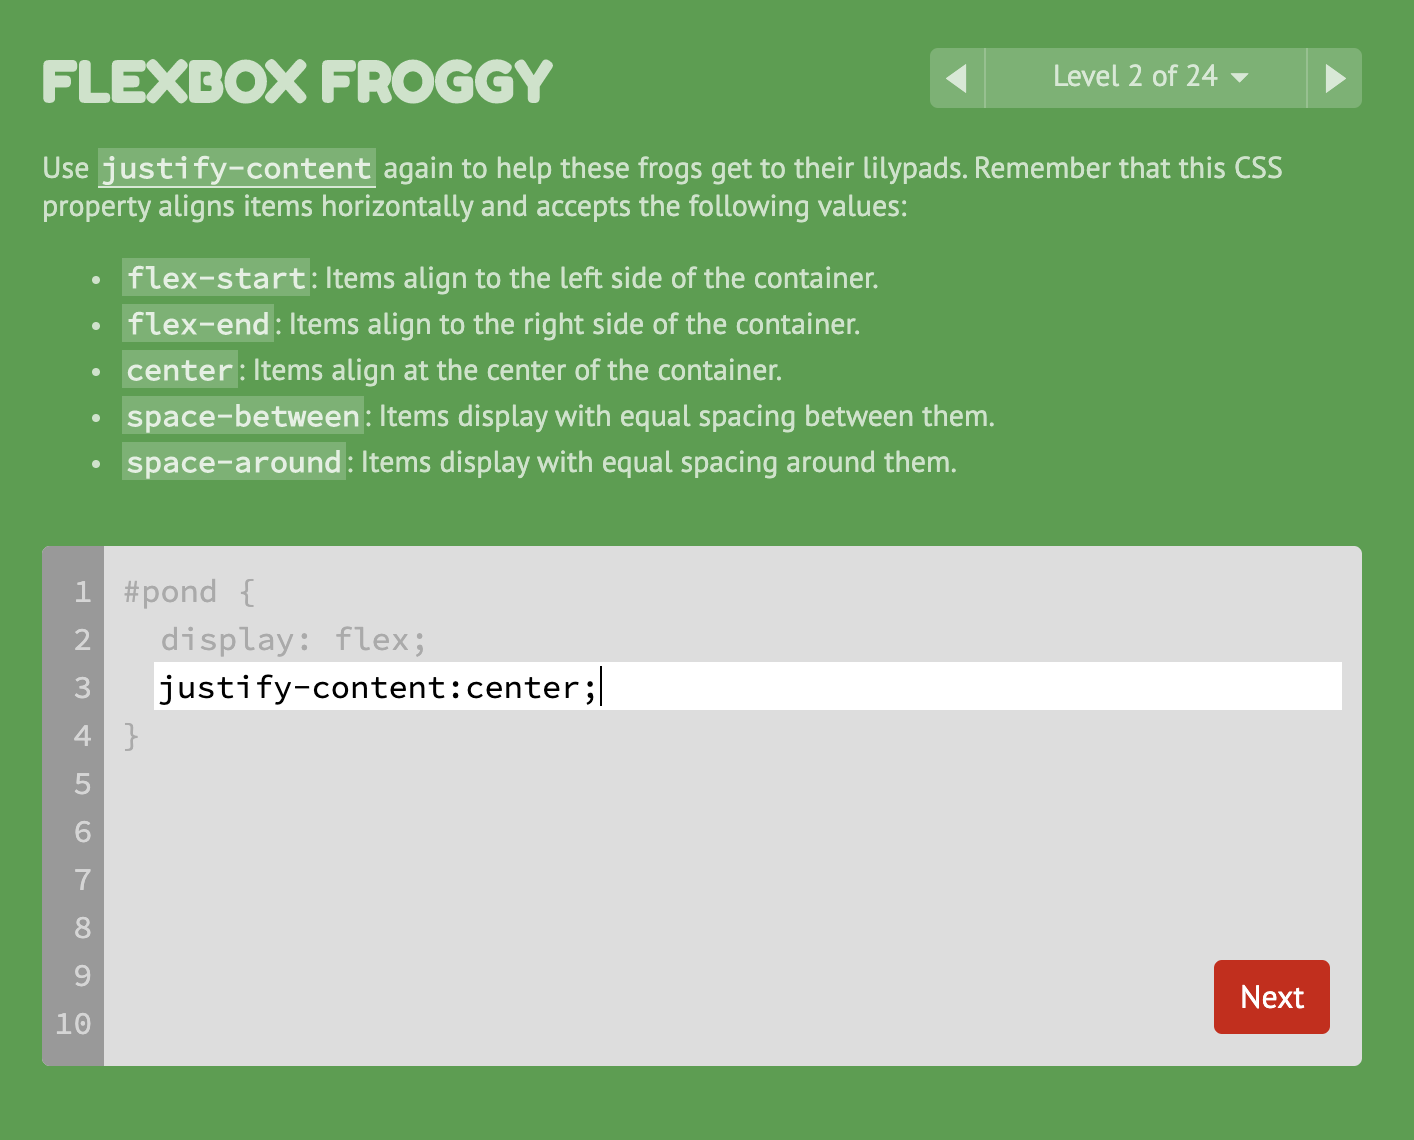 FLEXBOX FROGGY
Level 2 of 24
Use justify-content again to help these frogs get to their lilypads. Remember that this CSS
property aligns items horizontally and accepts the following values:
• flex-start: Items align to the left side of the container.
• flex-end: Items align to the right side of the container.
• center: Items align at the center of the container.
• space-between: Items display with equal spacing between them.
• space-around: Items display with equal spacing around them.
1 #pond {
2 display: flex;
3 justify-content:center;
4 }
5
6
7
8
9
10
Next